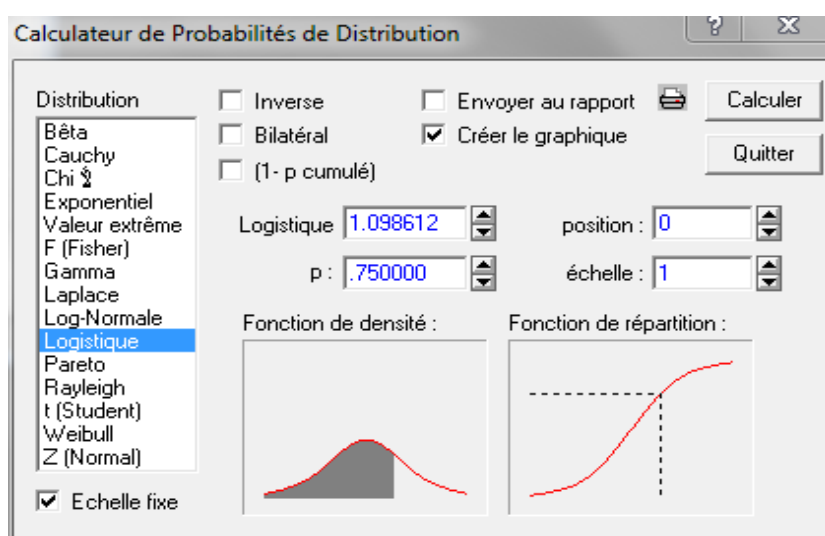 Calculateur de Probabilités de Distribution
Distribution
Bêta
Cauchy
Chi
Exponentiel
Valeur extrême
F (Fisher)
Gamma
Laplace
Log-Normale
Logistique
Pareto
Rayleigh
t (Student)
Weibull
Z (Normal)
Echelle fixe
Inverse
Bilatéral
(1- p cumulé)
Envoyer au rapport
Créer le graphique
Calculer
Quitter
Logistique 1.098612
position : 0
p : .750000
échelle : 1
Fonction de densité :
Fonction de répartition :